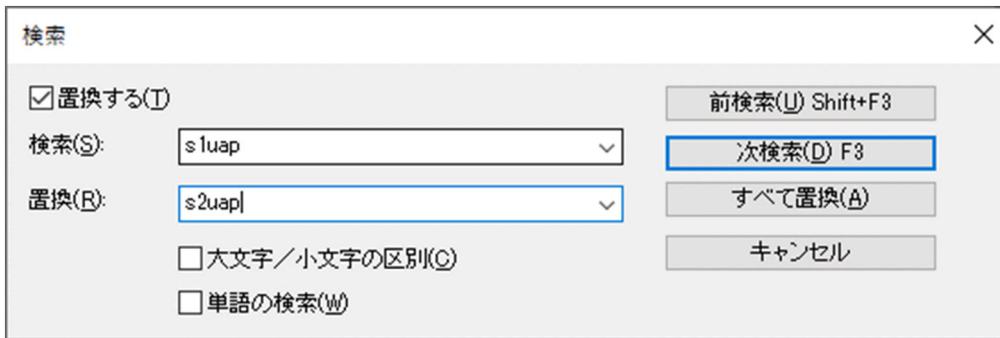 検索
置換する(T)
前検索(U) Shift+F3
検索(S):
s1uap
次検索(D) F3
置換(R):
s2uap
すべて置換(A)
大文字/小文字の区別(C)
キャンセル
単語の検索(W)